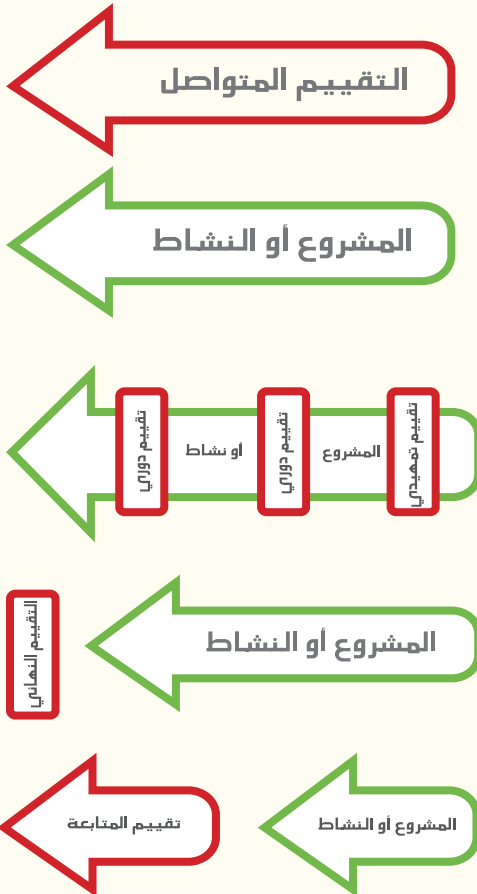 التقييم المتواصل
المشروع أو النشاط
تقييم تمهيدي
المشروع
تقييم دوري
أو نشاط
تقييم دوري
المشروع أو النشاط
التقييم النهائي
المشروع أو النشاط
تقييم المتابعة